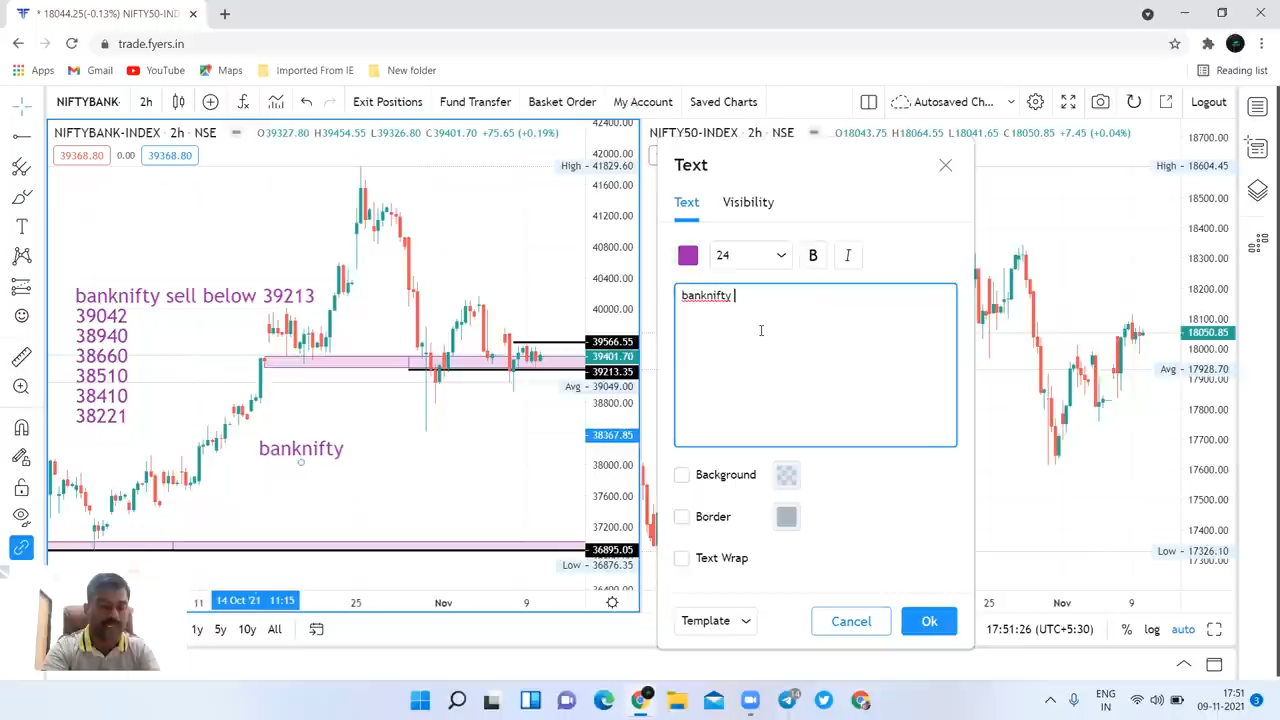 * 18044.25(-0.13%) NIFTY50-IND
trade.fyers.in
Apps Gmail YouTube Maps Imported From IE New folder Reading list
NIFTYBANK- 2h Exit Positions Fund Transfer Basket Order My Account Saved Charts Autosaved Ch... Logout
NIFTYBANK-INDEX 2h NSE O39327.80 H39454.55 L39326.80 C39401.70 +75.65 (+0.19%)
39368.80 0.00 39368.80
42400.00
42000.00
High - 41829.60
41600.00
41200.00
40800.00
40400.00
40000.00
39566.55
39401.70
39213.35
Avg - 39049.00
38800.00
38367.85
38000.00
37600.00
37200.00
36895.05
Low - 36876.35
36400.00
banknifty sell below 39213
39042
38940
38660
38510
38410
38221
banknifty
11 14 Oct '21 11:15 25 Nov 9
1y 5y 10y All
NIFTY50-INDEX 2h NSE O18043.75 H18064.55 L18041.65 C18050.85 +7.45 (+0.04%)
Text
Text Visibility
24 B I
banknifty
Background
Border
Text Wrap
Template Cancel Ok
18700.00
High - 18604.45
18500.00
18400.00
18300.00
18200.00
18100.00
18050.85
18000.00
Avg - 17928.70
17900.00
17800.00
17700.00
17600.00
17500.00
17400.00
Low - 17326.10
17300.00
25 Nov 9
17:51:26 (UTC+5:30) % log auto
14
ENG
IN
17:51
09-11-2021
3